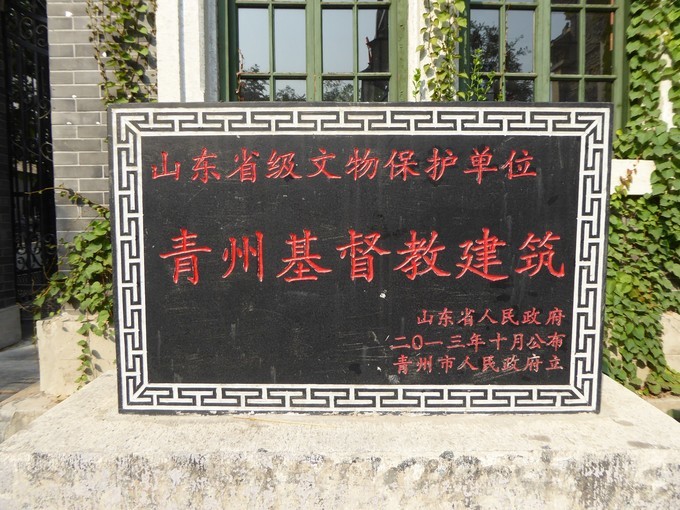 山东省级文物保护单位
青州基督教建筑
山东省人民政府
二〇一三年十月公布
青州市人民政府立